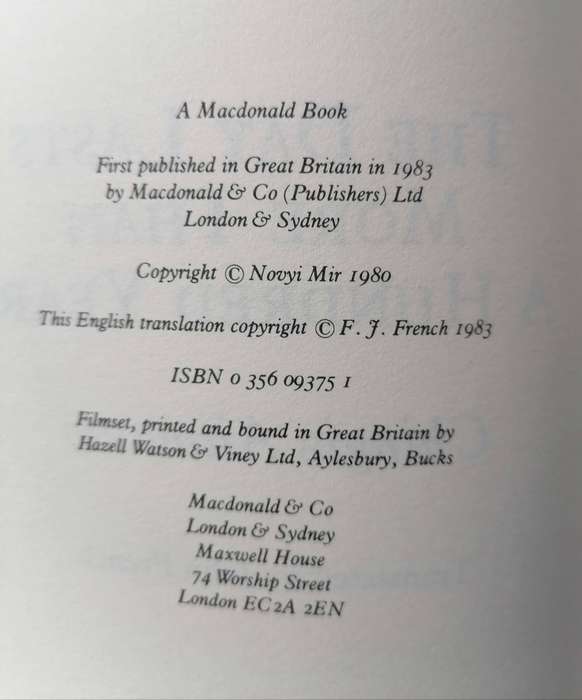 A Macdonald Book
First published in Great Britain in 1983
by Macdonald & Co (Publishers) Ltd
London & Sydney
Copyright © Novyi Mir 1980
This English translation copyright © F. J. French 1983
ISBN 0 356 09375 1
Filmset, printed and bound in Great Britain by
Hazell Watson & Viney Ltd, Aylesbury, Bucks
Macdonald & Co
London & Sydney
Maxwell House
74 Worship Street
London EC2A 2EN